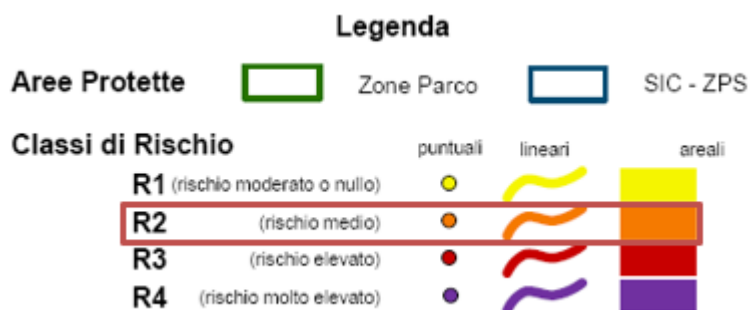 Legenda
Aree Protette Zone Parco SIC - ZPS
Classi di Rischio puntuali lineari areali
R1 (rischio moderato o nullo)
R2 (rischio medio)
R3 (rischio elevato)
R4 (rischio molto elevato)